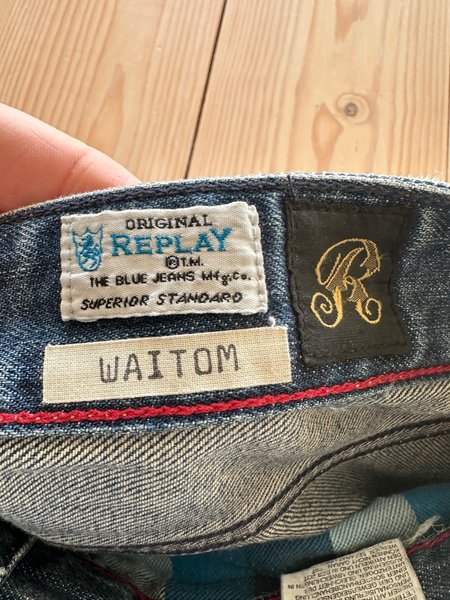 ORIGINAL
REPLAY
®T.M.
THE BLUE JEANS Mfg.Co.
SUPERIOR STANDARD
R
WAITOM